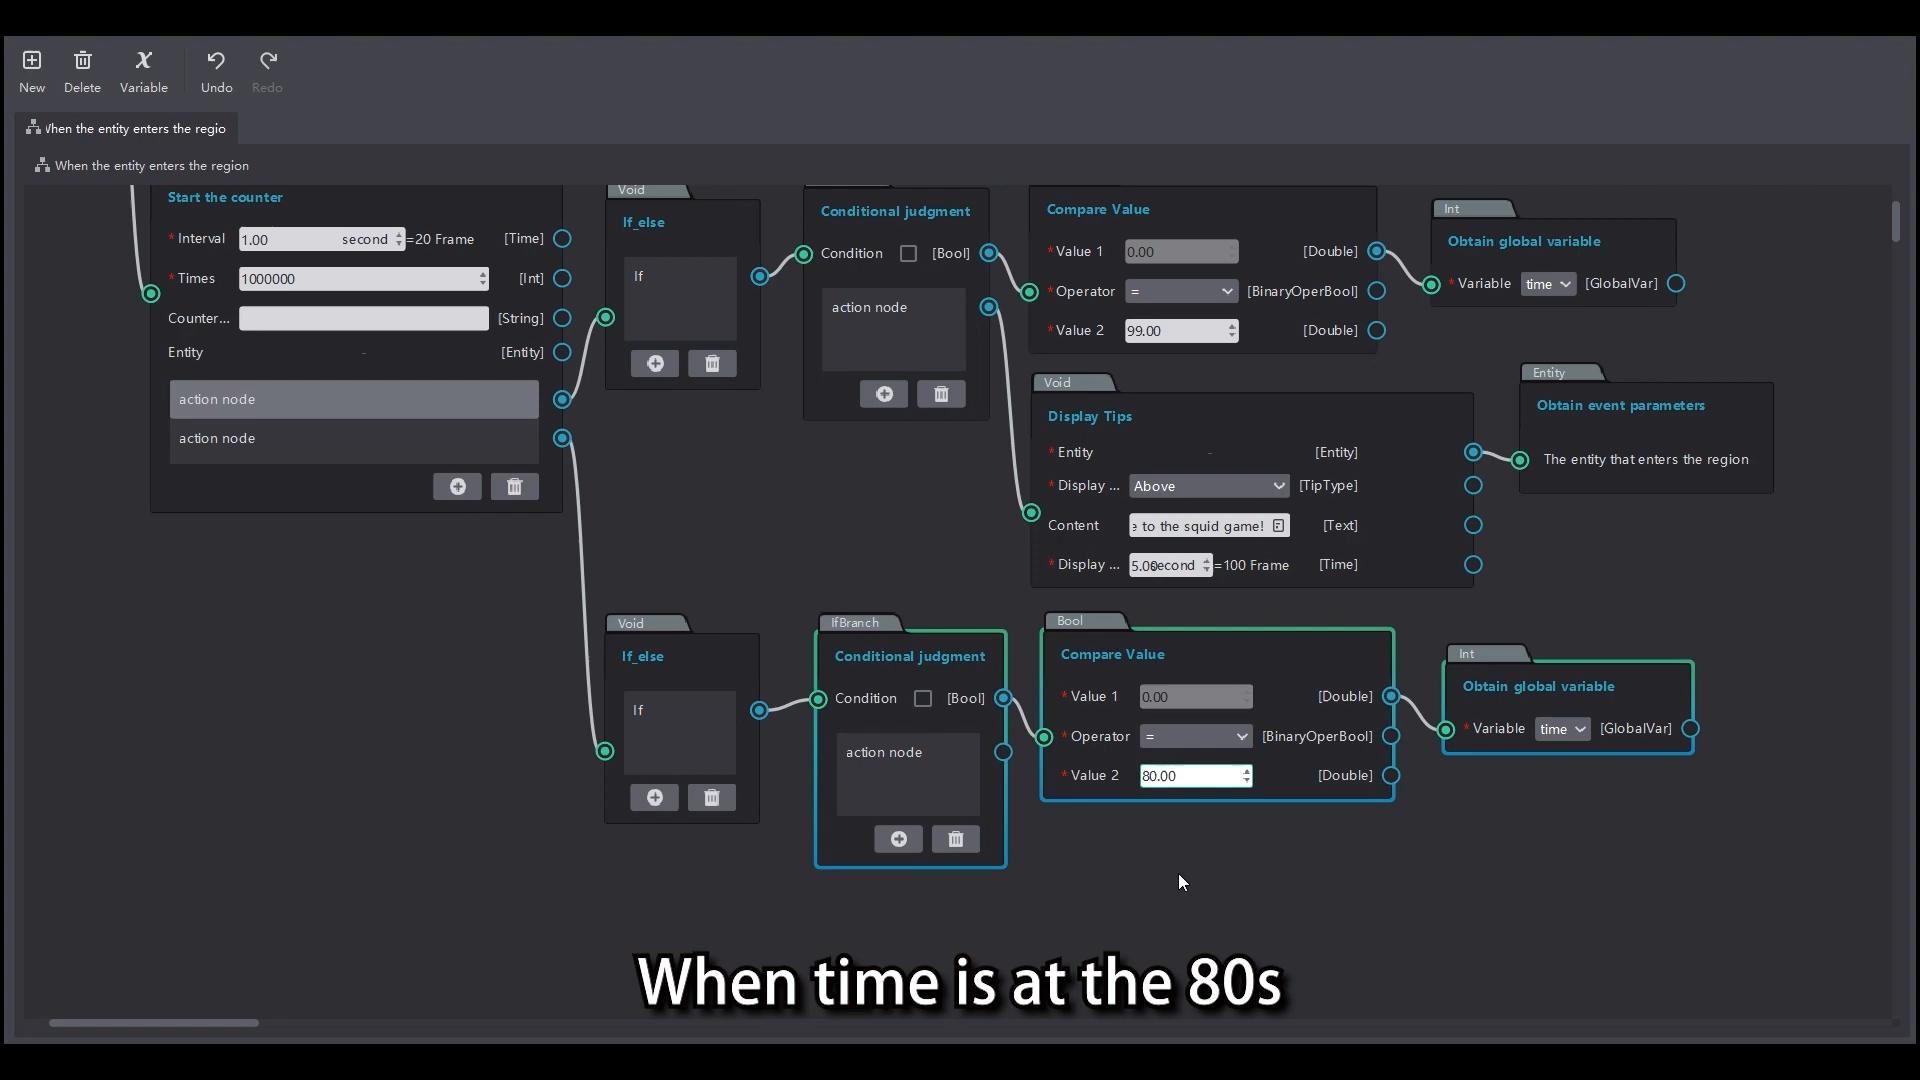 New
Delete
Variable
Undo
Redo
When the entity enters the regio
When the entity enters the region
Start the counter
* Interval 1.00 second =20 Frame [Time]
* Times 1000000 [Int]
Counter... [String]
Entity - [Entity]
action node
action node
Void
If_else
If
Conditional judgment
Condition [Bool]
action node
Compare Value
* Value 1 0.00 [Double]
* Operator = [BinaryOperBool]
* Value 2 99.00 [Double]
Int
Obtain global variable
* Variable time [GlobalVar]
Void
Display Tips
* Entity - [Entity]
* Display ... Above [TipType]
Content e to the squid game! [Text]
* Display ... 5.00 second =100 Frame [Time]
Entity
Obtain event parameters
The entity that enters the region
Void
If_else
If
IfBranch
Conditional judgment
Condition [Bool]
action node
Bool
Compare Value
* Value 1 0.00 [Double]
* Operator = [BinaryOperBool]
* Value 2 80.00 [Double]
Int
Obtain global variable
* Variable time [GlobalVar]
When time is at the 80s